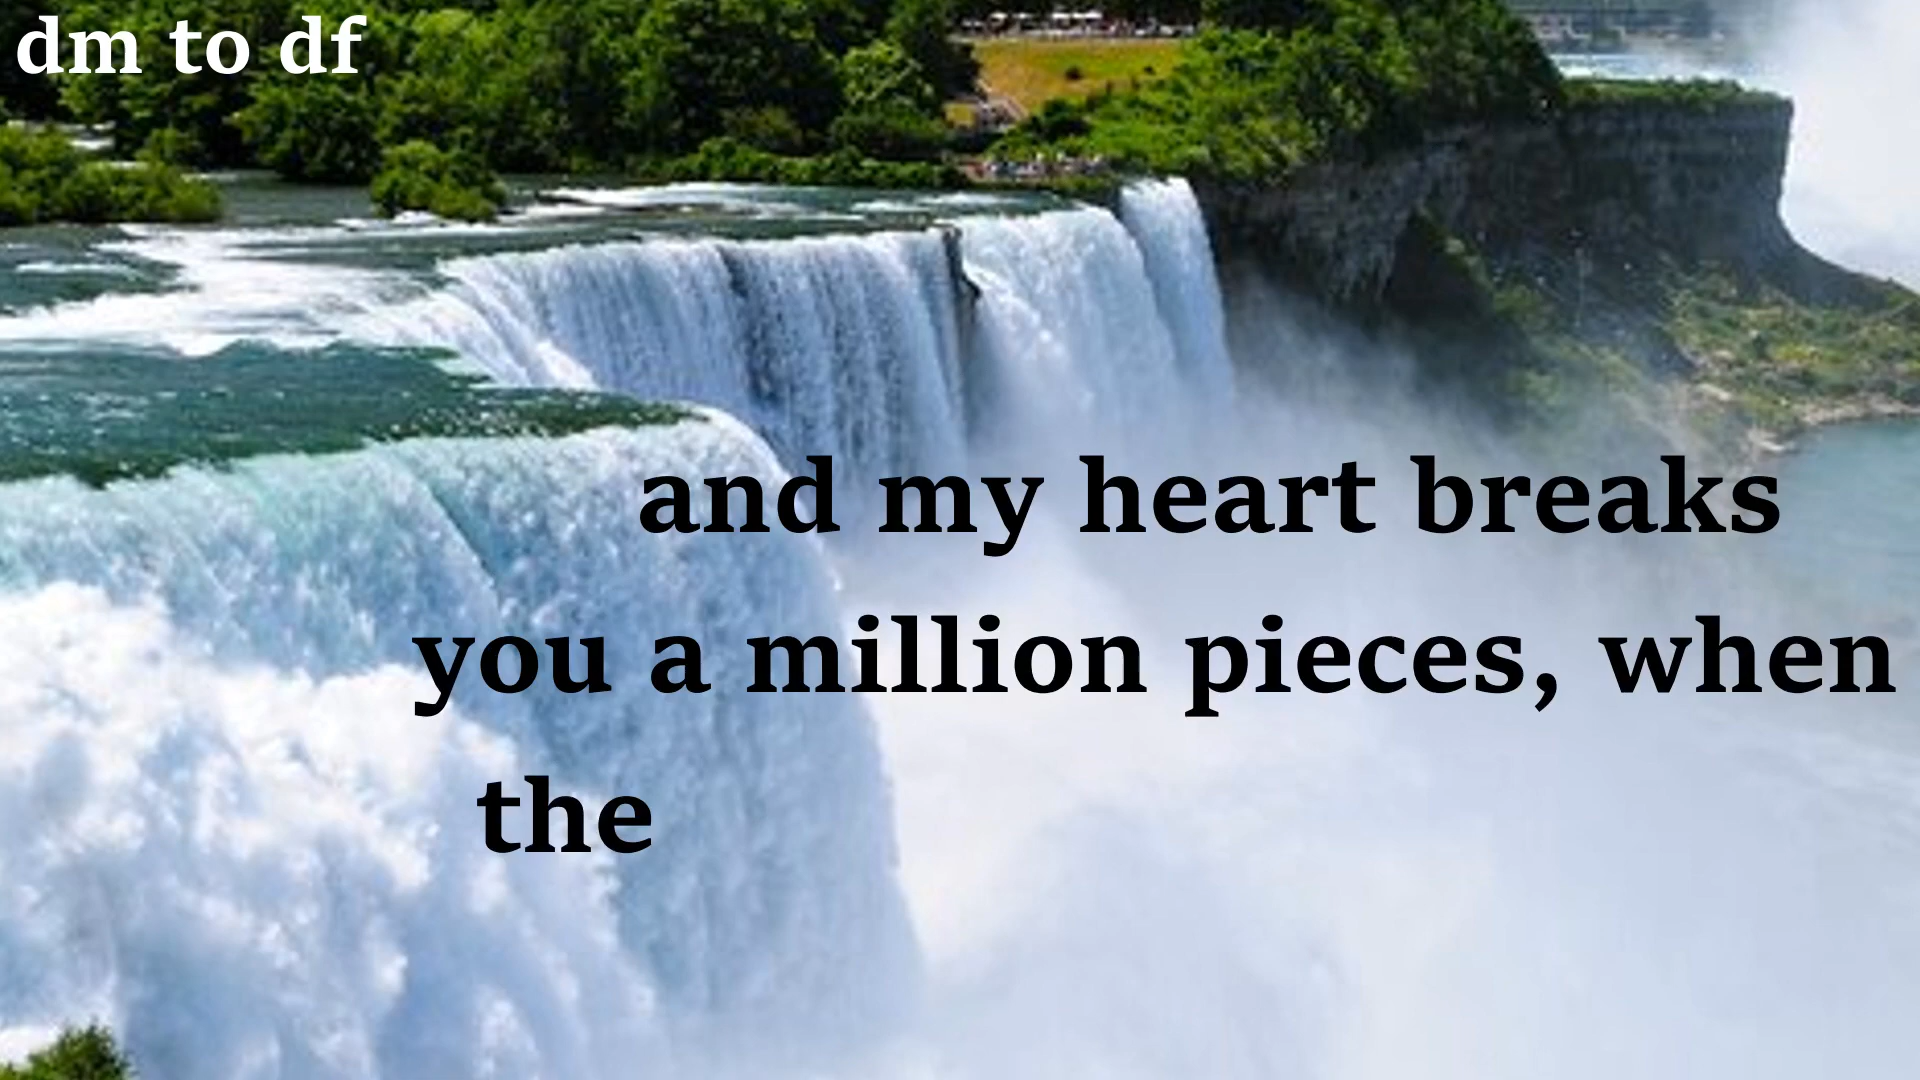 dm to df
and my heart breaks
you a million pieces, when
the